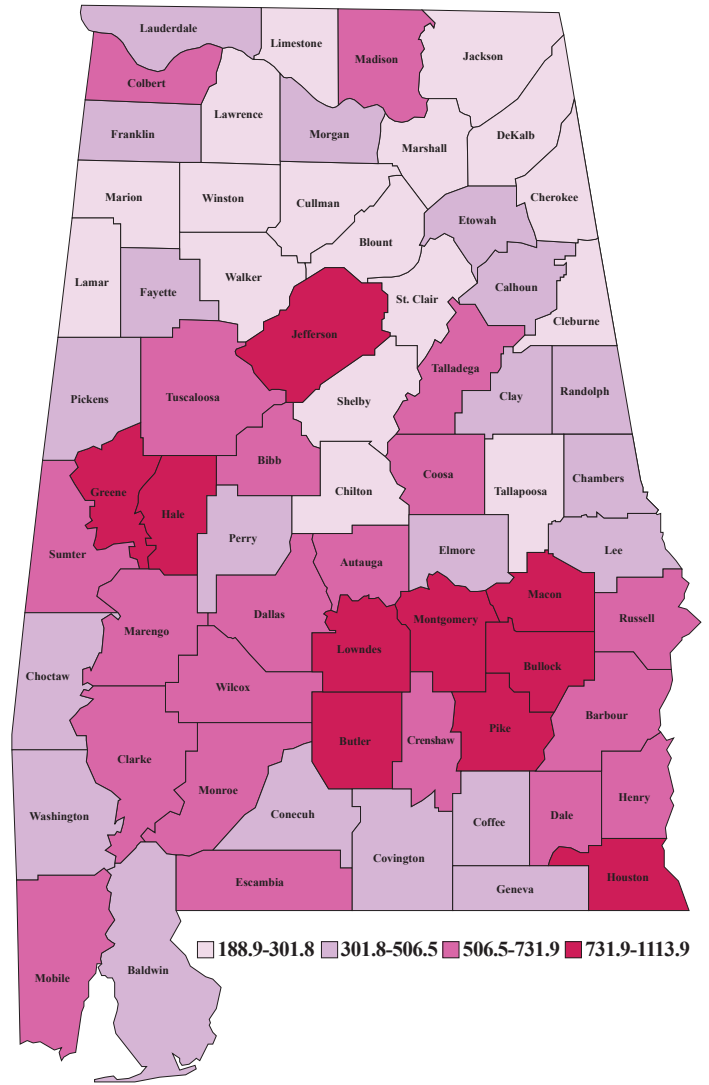 Lauderdale
Limestone
Madison
Jackson
Colbert
Lawrence
Franklin
Morgan
Marshall
DeKalb
Marion
Winston
Cullman
Cherokee
Etowah
Blount
Lamar
Fayette
Walker
St. Clair
Calhoun
Cleburne
Jefferson
Talladega
Pickens
Tuscaloosa
Shelby
Clay
Randolph
Bibb
Coosa
Chambers
Greene
Hale
Chilton
Tallapoosa
Sumter
Perry
Autauga
Elmore
Lee
Macon
Dallas
Montgomery
Russell
Marengo
Lowndes
Bullock
Choctaw
Wilcox
Barbour
Clarke
Butler
Crenshaw
Pike
Monroe
Henry
Washington
Conecuh
Coffee
Dale
Covington
Escambia
Geneva
Houston
188.9-301.8 301.8-506.5 506.5-731.9 731.9-1113.9
Mobile
Baldwin